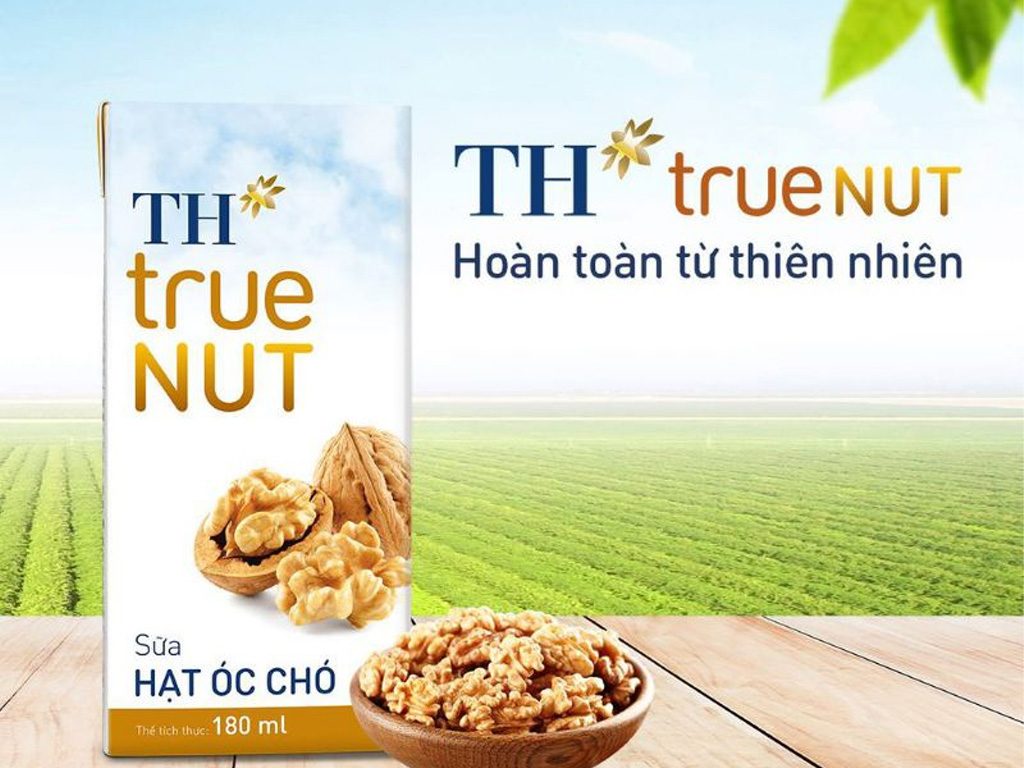 TH
true
NUT
Sữa
HẠT ÓC CHÓ
Thể tích thực: 180 ml
TH true NUT
Hoàn toàn từ thiên nhiên